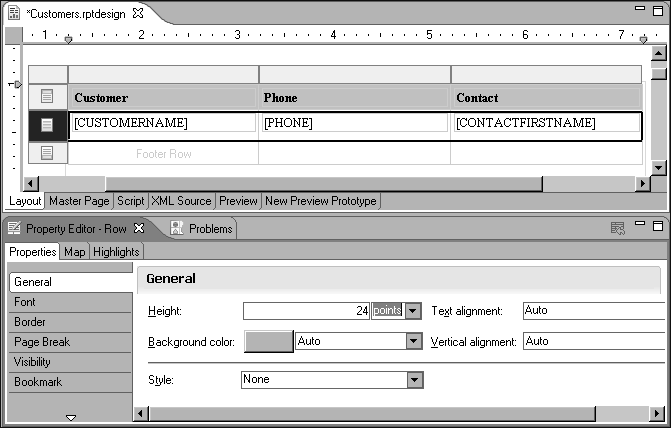 *Customers.rptdesign
1 2 3 4 5 6 7
Customer Phone Contact
[CUSTOMERNAME] [PHONE] [CONTACTFIRSTNAME]
Footer Row
Layout Master Page Script XML Source Preview New Preview Prototype
Property Editor - Row Problems
Properties Map Highlights
General
Font
Border
Page Break
Visibility
Bookmark
General
Height: 24 points Text alignment: Auto
Background color: Auto Vertical alignment: Auto
Style: None